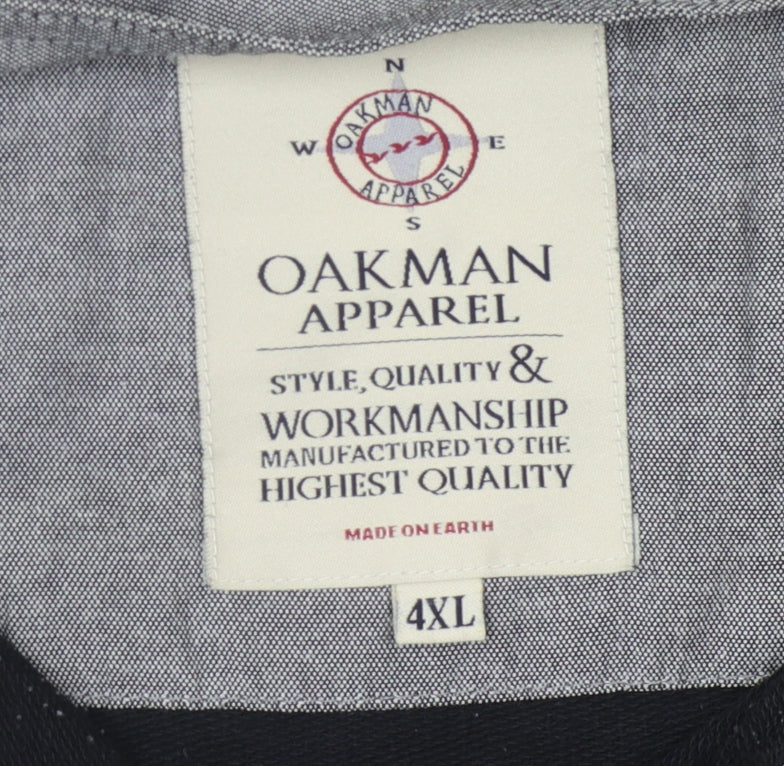 N
OAKMAN
W E
APPAREL
S
OAKMAN
APPAREL
STYLE, QUALITY &
WORKMANSHIP
MANUFACTURED TO THE
HIGHEST QUALITY
MADE ON EARTH
4XL